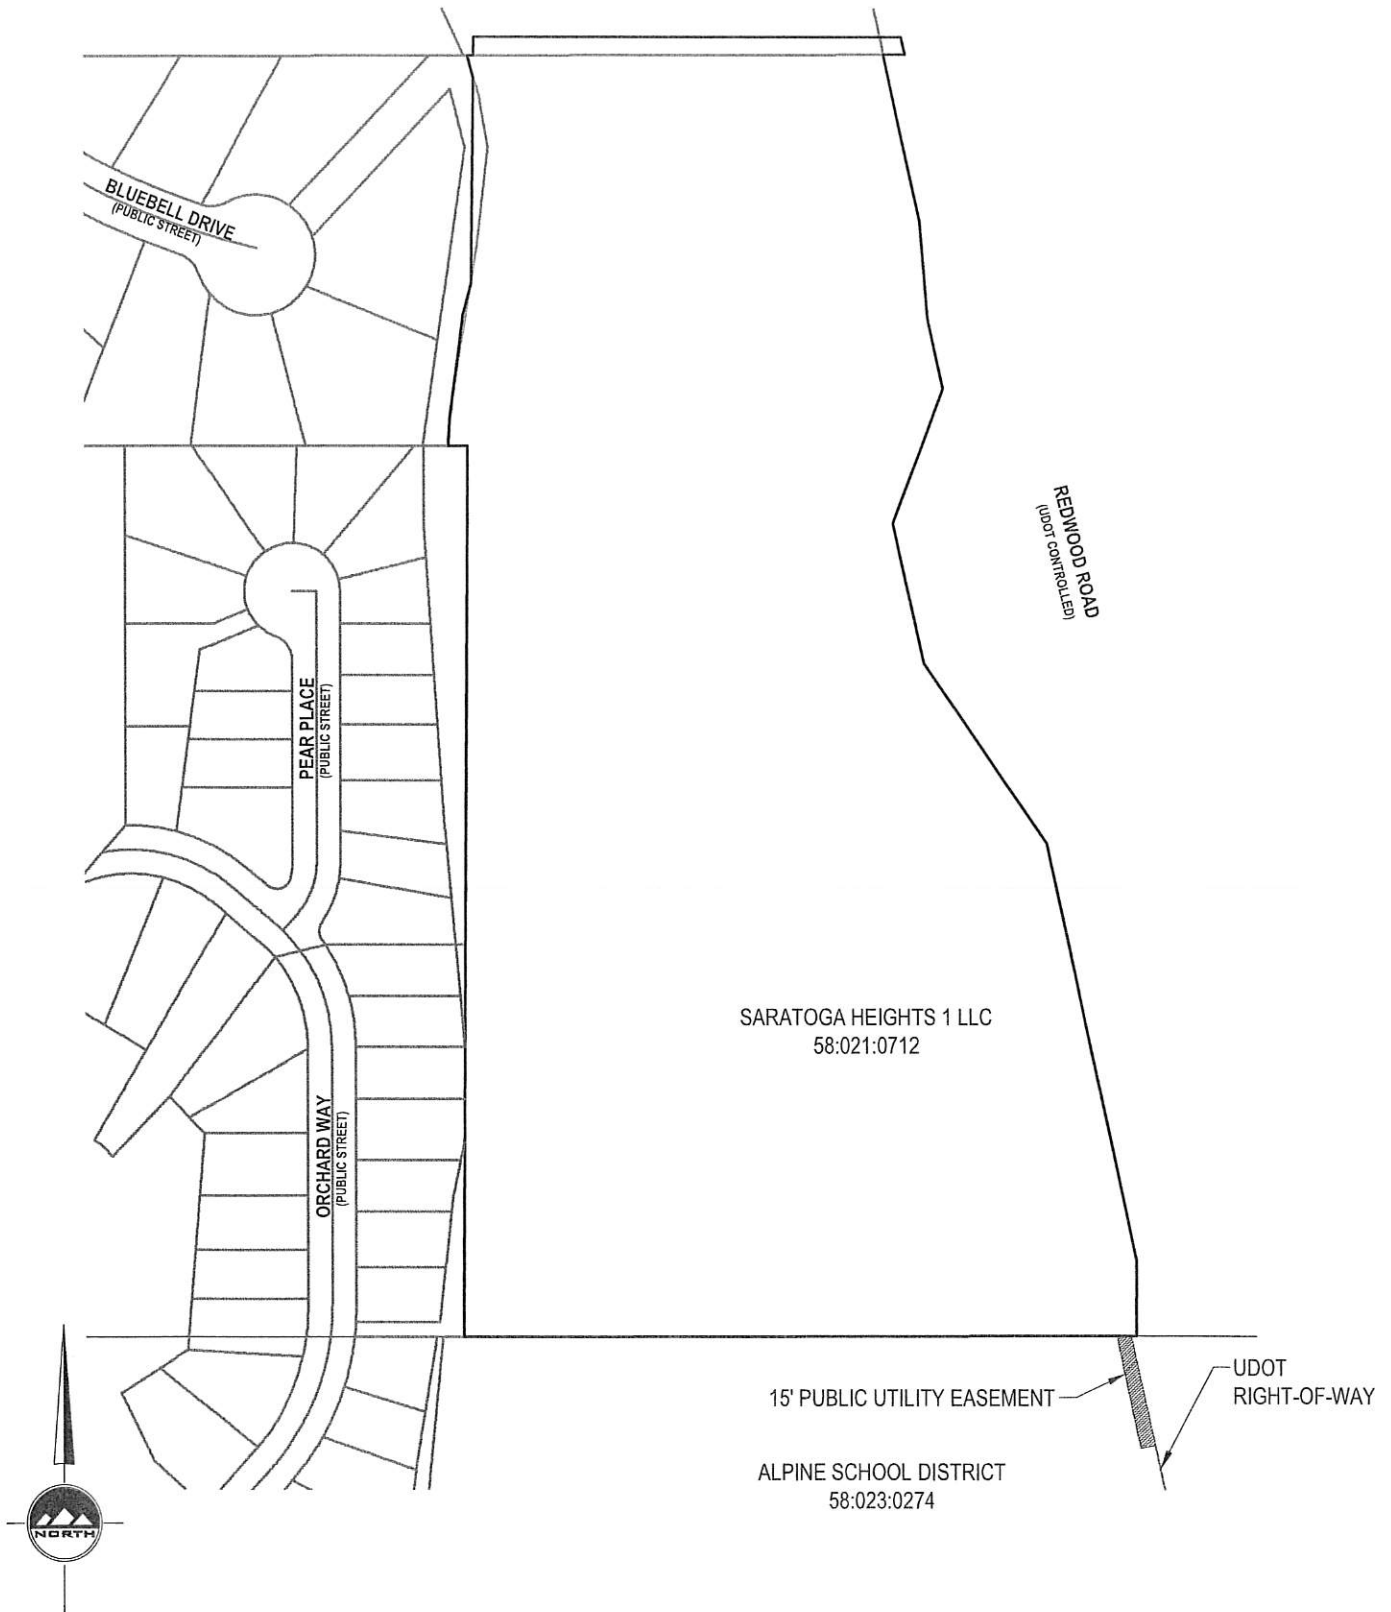 BLUEBELL DRIVE
(PUBLIC STREET)
REDWOOD ROAD
(UDOT CONTROLLED)
PEAR PLACE
(PUBLIC STREET)
SARATOGA HEIGHTS 1 LLC
58:021:0712
ORCHARD WAY
(PUBLIC STREET)
15' PUBLIC UTILITY EASEMENT
UDOT
RIGHT-OF-WAY
ALPINE SCHOOL DISTRICT
58:023:0274
NORTH